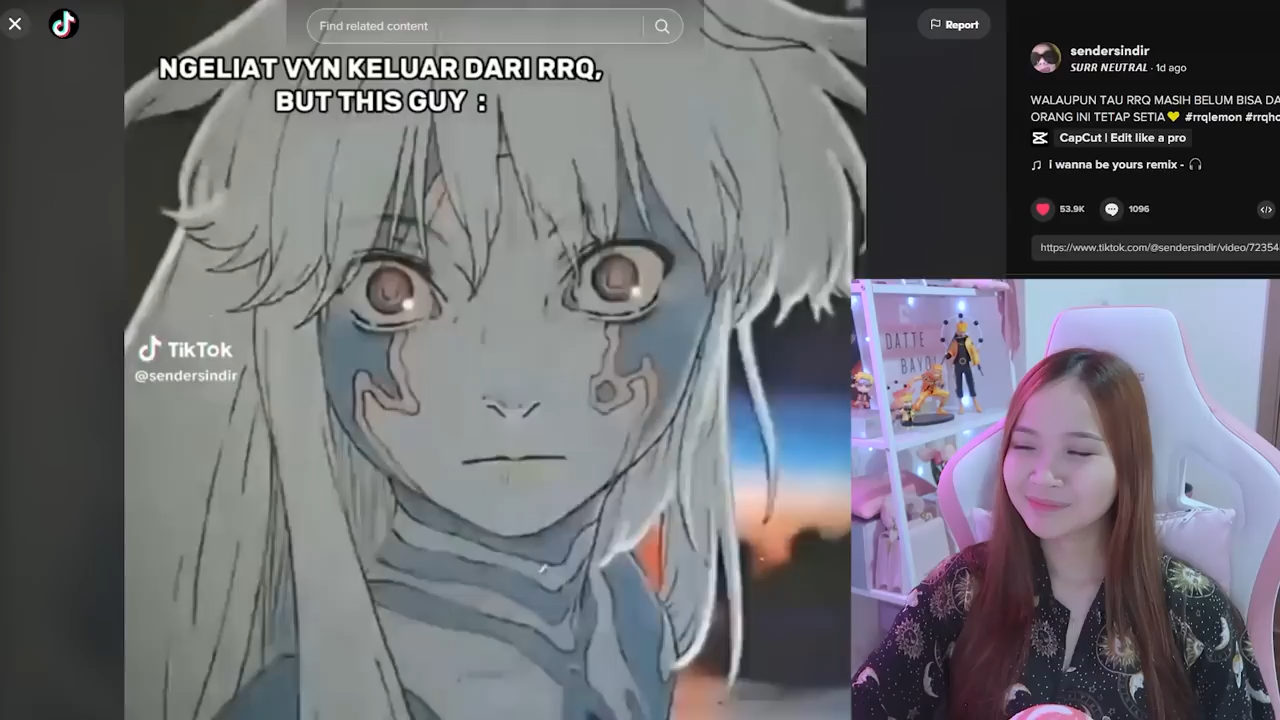 Find related content
Report
NGELIAT VYN KELUAR DARI RRQ,
BUT THIS GUY :
TikTok
@sendersindir
sendersindir
SURR NEUTRAL · 1d ago
WALAUPUN TAU RRQ MASIH BELUM BISA DA
ORANG INI TETAP SETIA💛 #rrqlemon #rrqho
CapCut | Edit like a pro
i wanna be yours remix - 🎧
53.9K
1096
https://www.tiktok.com/@sendersindir/video/72354
DATTE
BAYO